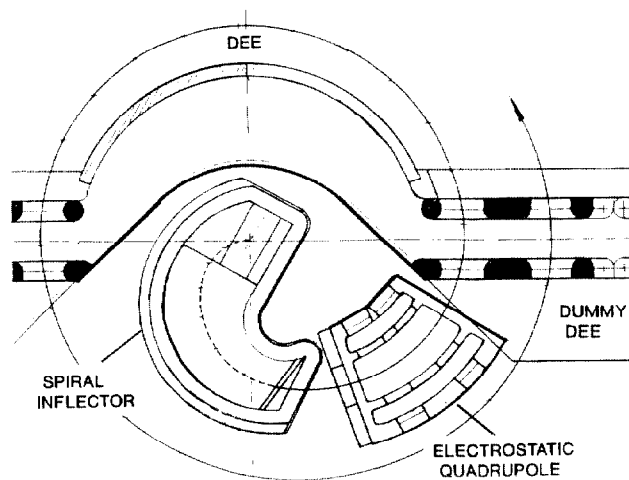 DEE
DUMMY
DEE
SPIRAL
INFLECTOR
ELECTROSTATIC
QUADRUPOLE